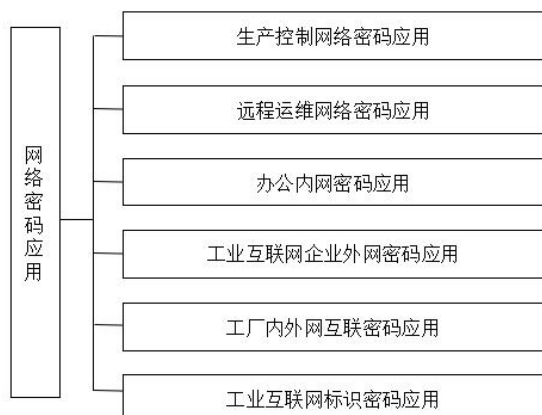 网络密码应用
生产控制网络密码应用
远程运维网络密码应用
办公内网密码应用
工业互联网企业外网密码应用
工厂内外网互联密码应用
工业互联网标识密码应用